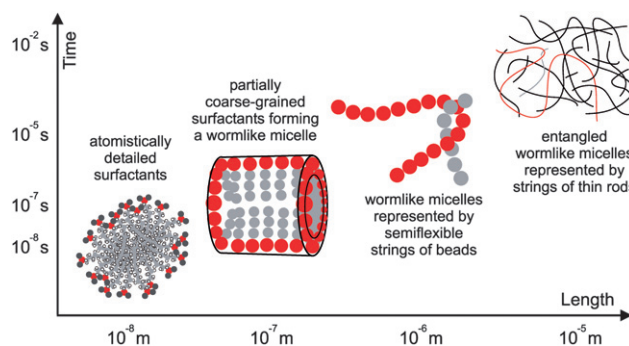 Time
10⁻² s
10⁻⁵ s
10⁻⁷ s
10⁻⁸ s
atomistically
detailed
surfactants
partially
coarse-grained
surfactants forming
a wormlike micelle
wormlike micelles
represented by
semiflexible
strings of beads
entangled
wormlike micelles
represented by
strings of thin rods
Length
10⁻⁸ m
10⁻⁷ m
10⁻⁶ m
10⁻⁵ m